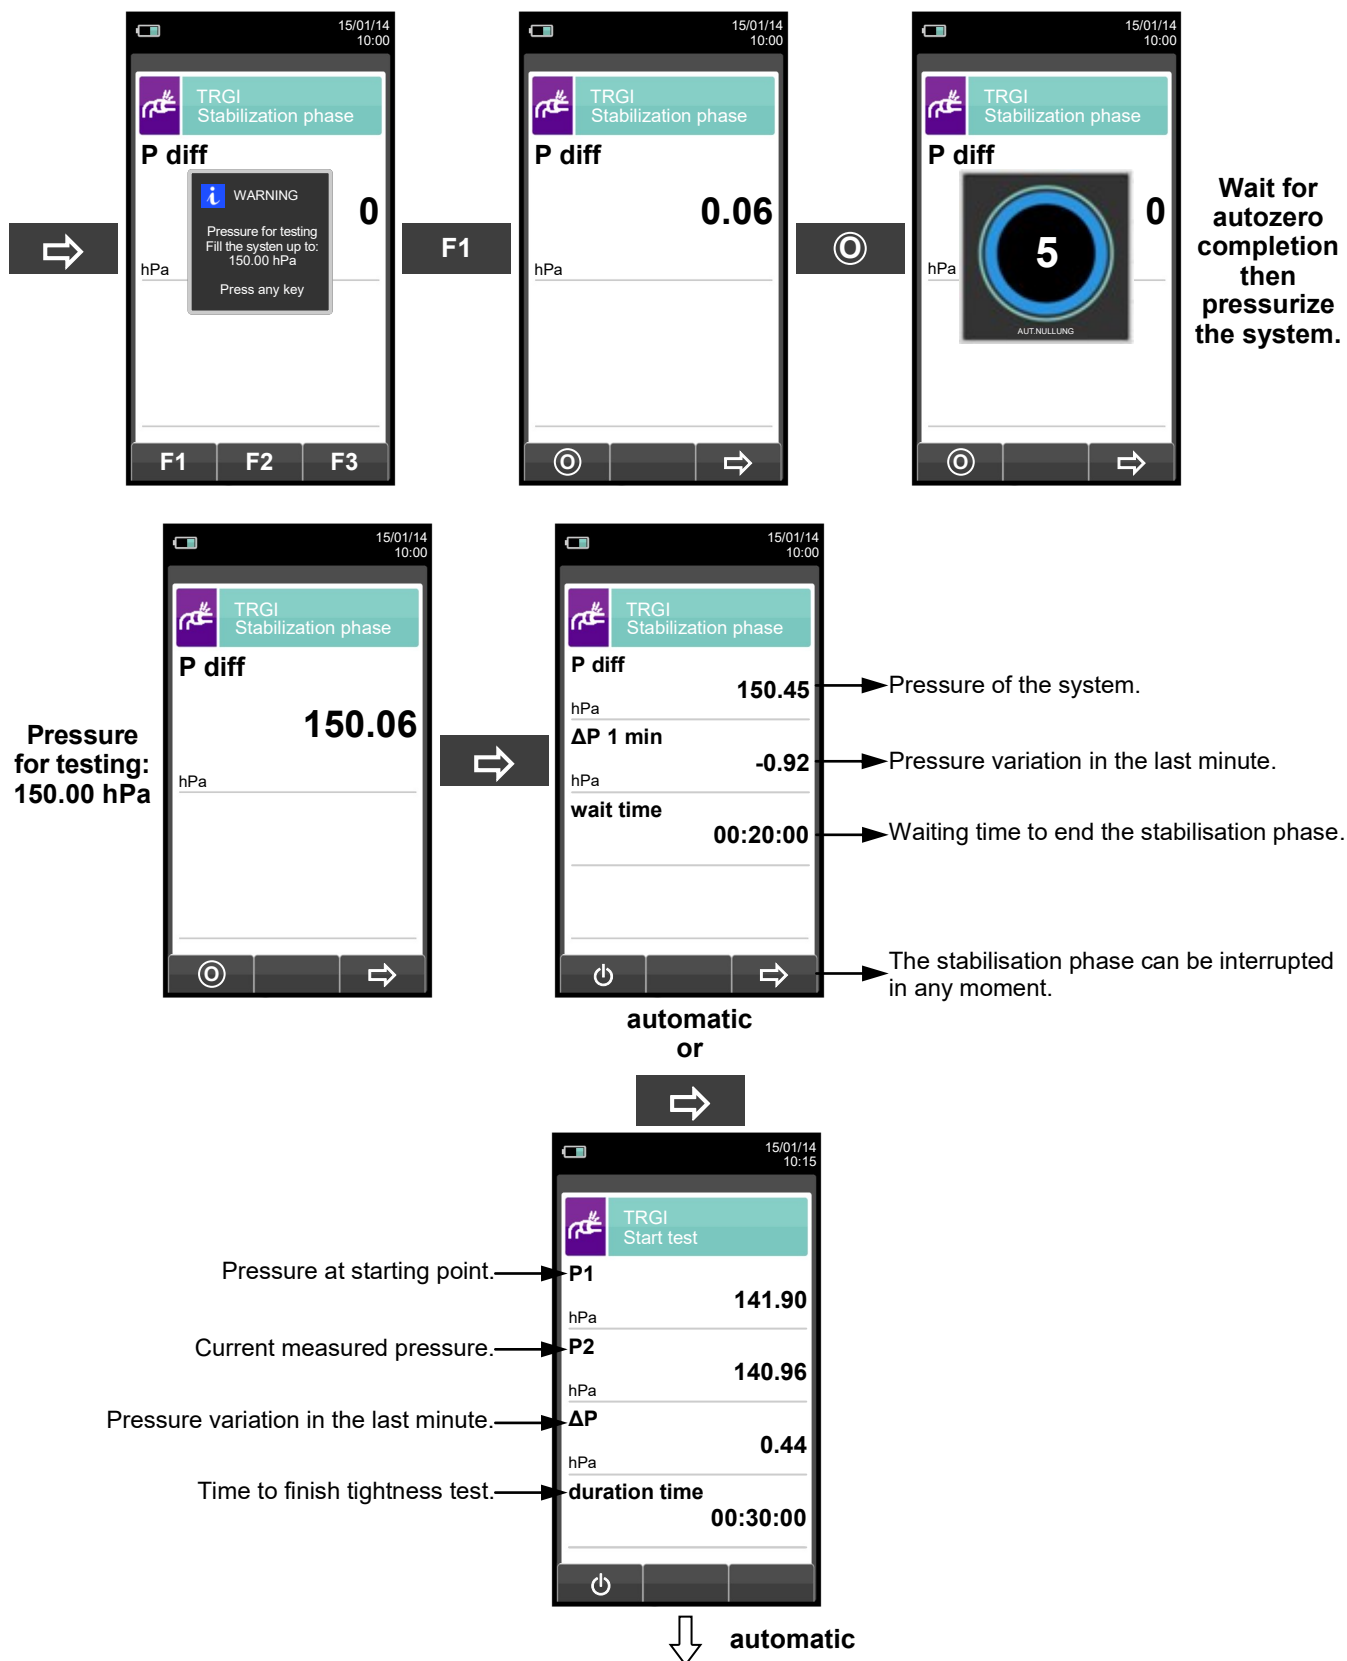 15/01/14
10:00
TRGI
Stabilization phase
P diff
WARNING
Pressure for testing
Fill the systen up to:
150.00 hPa
Press any key
0
hPa
F1 F2 F3
F1
15/01/14
10:00
TRGI
Stabilization phase
P diff
0.06
hPa
15/01/14
10:00
TRGI
Stabilization phase
P diff
0
5
AUT.NULLUNG
hPa
Wait for
autozero
completion
then
pressurize
the system.
Pressure
for testing:
150.00 hPa
15/01/14
10:00
TRGI
Stabilization phase
P diff
150.06
hPa
15/01/14
10:00
TRGI
Stabilization phase
P diff
150.45
hPa
Pressure of the system.
ΔP 1 min
-0.92
hPa
Pressure variation in the last minute.
wait time
00:20:00
Waiting time to end the stabilisation phase.
The stabilisation phase can be interrupted
in any moment.
automatic
or
15/01/14
10:15
TRGI
Start test
Pressure at starting point.
P1
141.90
hPa
Current measured pressure.
P2
140.96
hPa
Pressure variation in the last minute.
ΔP
0.44
hPa
Time to finish tightness test.
duration time
00:30:00
automatic